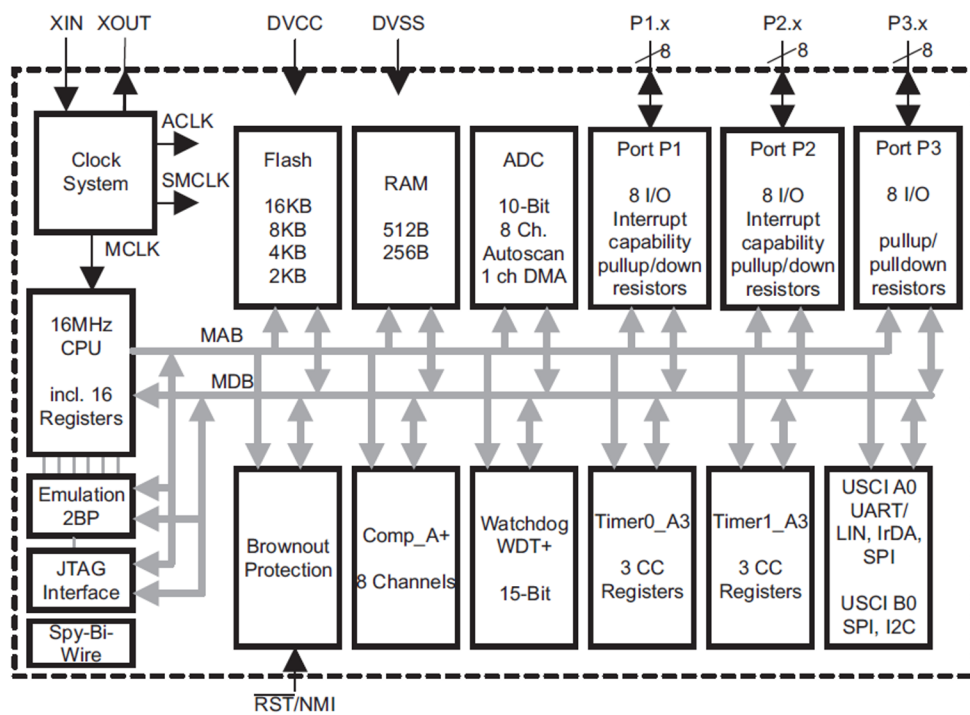 XIN XOUT DVCC DVSS P1.x P2.x P3.x
8 8 8
Clock
System
ACLK
SMCLK
MCLK
Flash
16KB
8KB
4KB
2KB
RAM
512B
256B
ADC
10-Bit
8 Ch.
Autoscan
1 ch DMA
Port P1
8 I/O
Interrupt
capability
pullup/down
resistors
Port P2
8 I/O
Interrupt
capability
pullup/down
resistors
Port P3
8 I/O
pullup/
pulldown
resistors
16MHz
CPU
incl. 16
Registers
MAB
MDB
Emulation
2BP
JTAG
Interface
Spy-Bi-
Wire
Brownout
Protection
Comp_A+
8 Channels
Watchdog
WDT+
15-Bit
Timer0_A3
3 CC
Registers
Timer1_A3
3 CC
Registers
USCI A0
UART/
LIN, IrDA,
SPI
USCI B0
SPI, I2C
RST/NMI